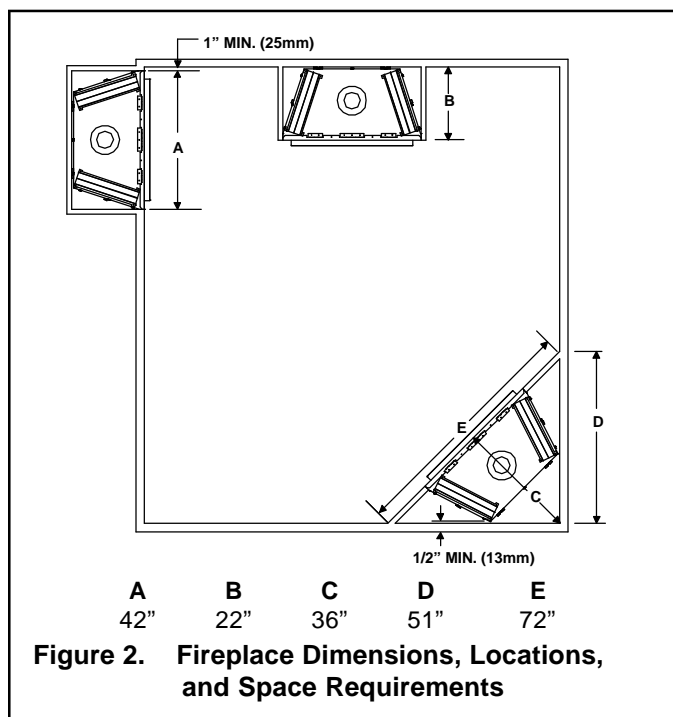 1” MIN. (25mm)
B
A
E
D
C
1/2” MIN. (13mm)
A B C D E
42” 22” 36” 51” 72”
Figure 2. Fireplace Dimensions, Locations,
and Space Requirements